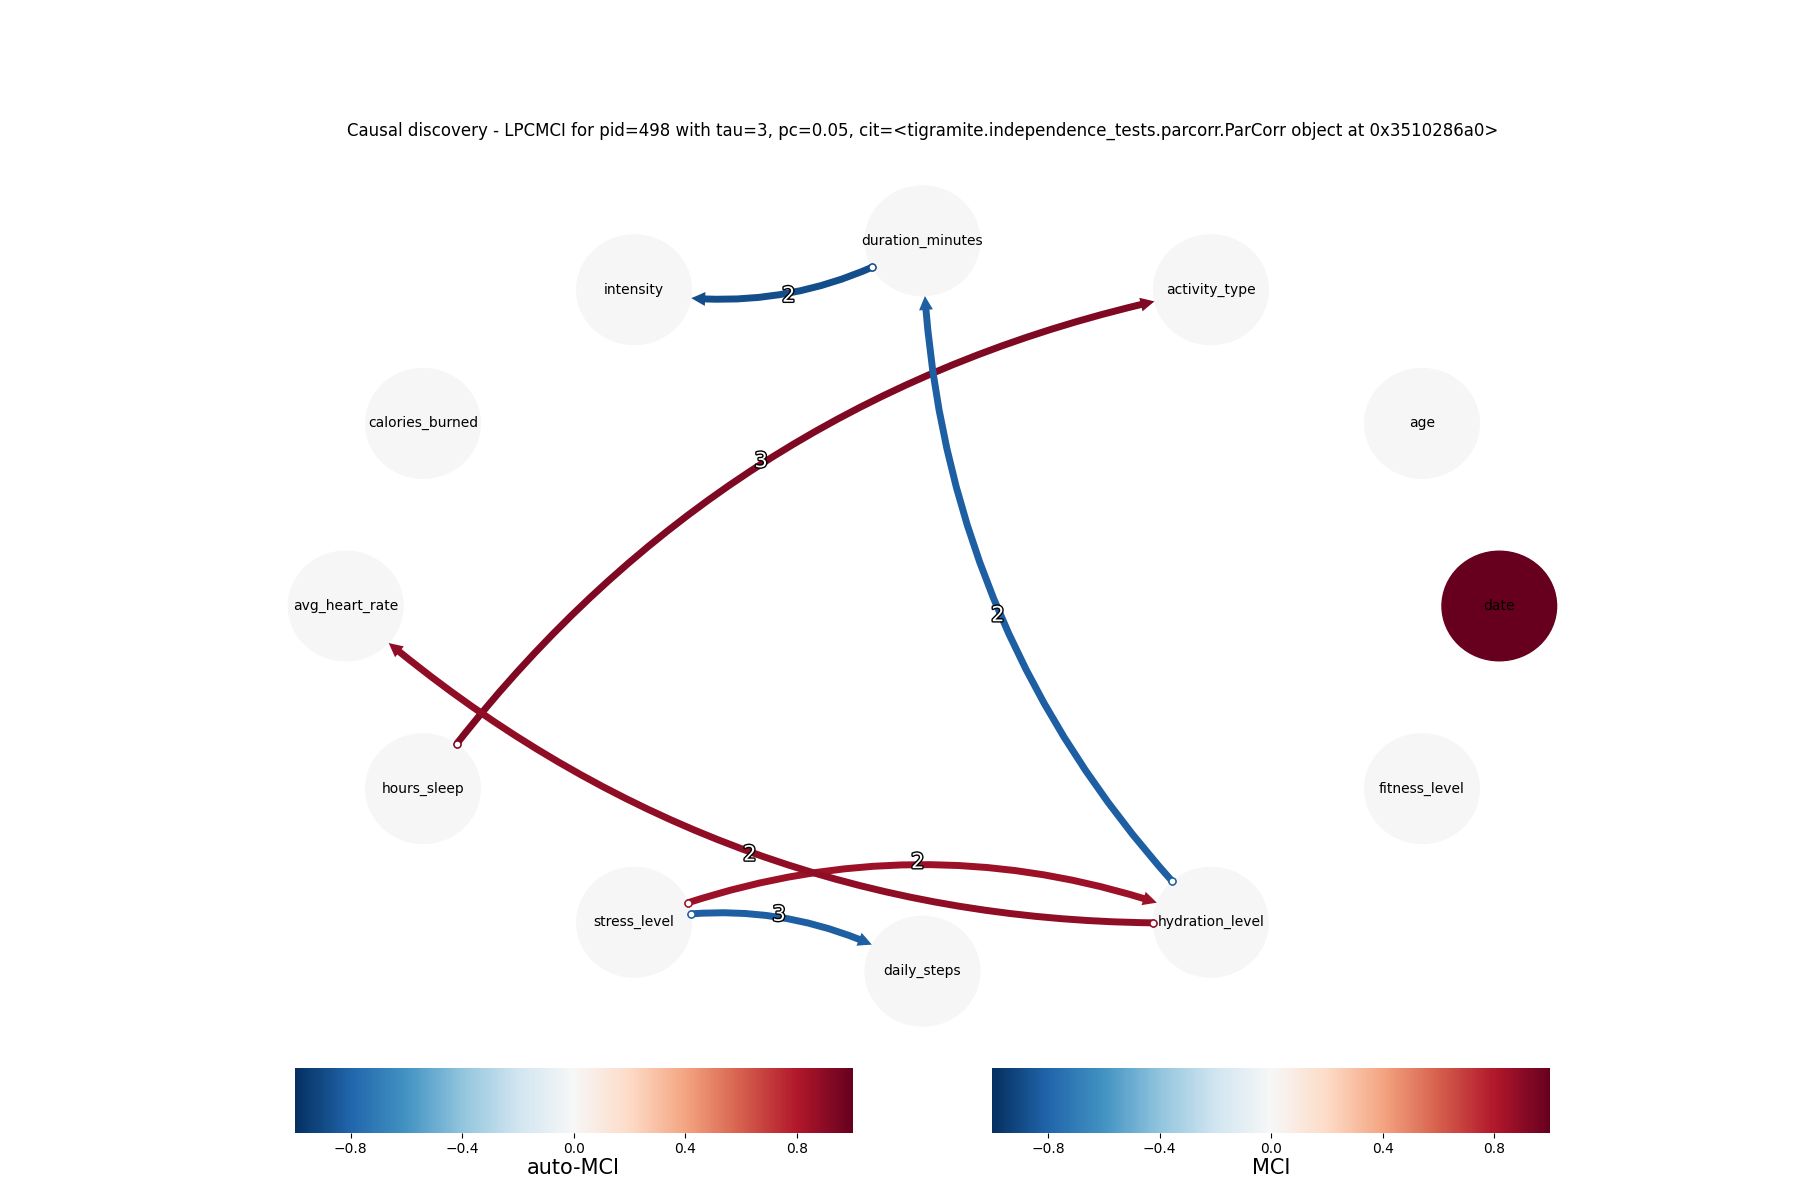 Causal discovery - LPCMCI for pid=498 with tau=3, pc=0.05, cit=<tigramite.independence_tests.parcorr.ParCorr object at 0x3510286a0>
duration_minutes
intensity
activity_type
2
calories_burned
age
3
avg_heart_rate
date
2
hours_sleep
fitness_level
2
2
stress_level
3
hydration_level
daily_steps
−0.8 −0.4 0.0 0.4 0.8
auto-MCI
−0.8 −0.4 0.0 0.4 0.8
MCI